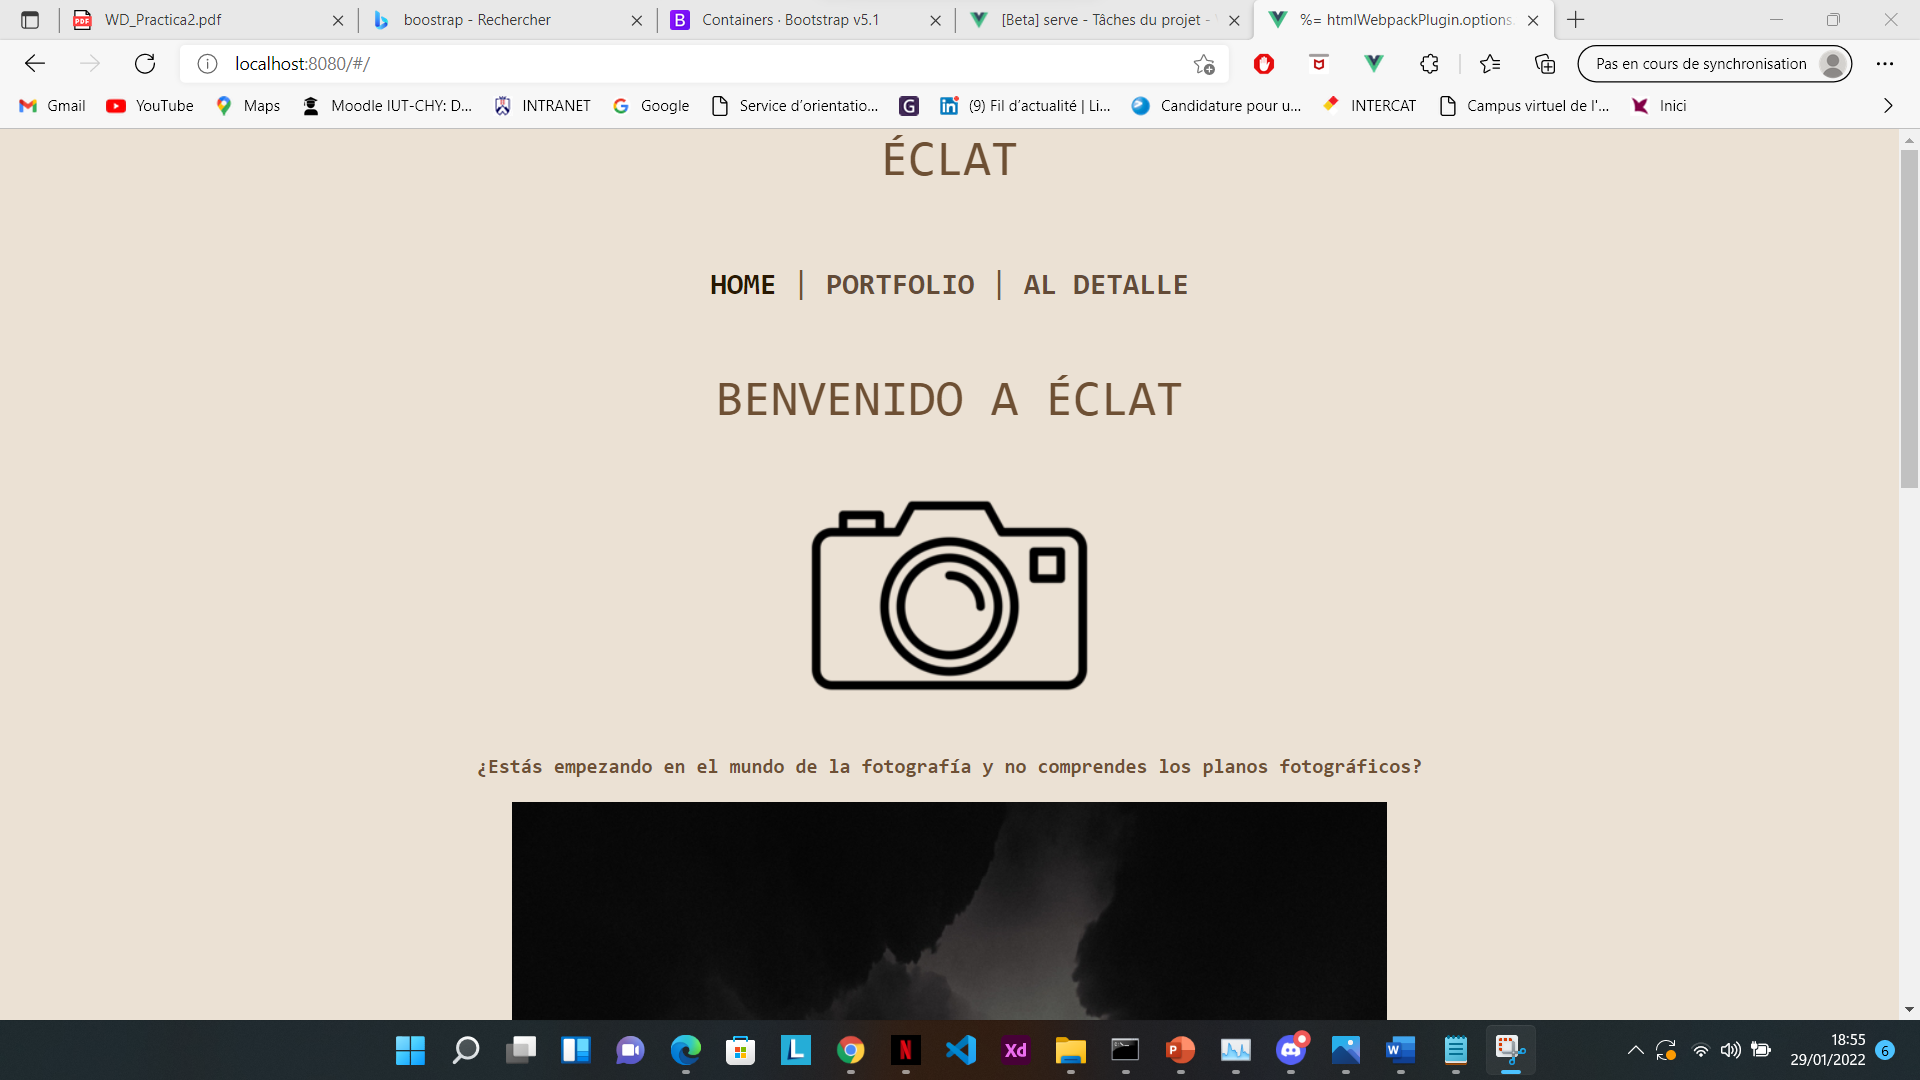 WD_Practica2.pdf
boostrap - Rechercher
Containers · Bootstrap v5.1
[Beta] serve - Tâches du projet -
%= htmlWebpackPlugin.options.
localhost:8080/#/
Pas en cours de synchronisation
Gmail
YouTube
Maps
Moodle IUT-CHY: D...
INTRANET
Google
Service d'orientatio...
(9) Fil d'actualité | Li...
Candidature pour u...
INTERCAT
Campus virtuel de l'...
Inici
ÉCLAT
HOME | PORTFOLIO | AL DETALLE
BENVENIDO A ÉCLAT
¿Estás empezando en el mundo de la fotografía y no comprendes los planos fotográficos?
18:55
29/01/2022
6